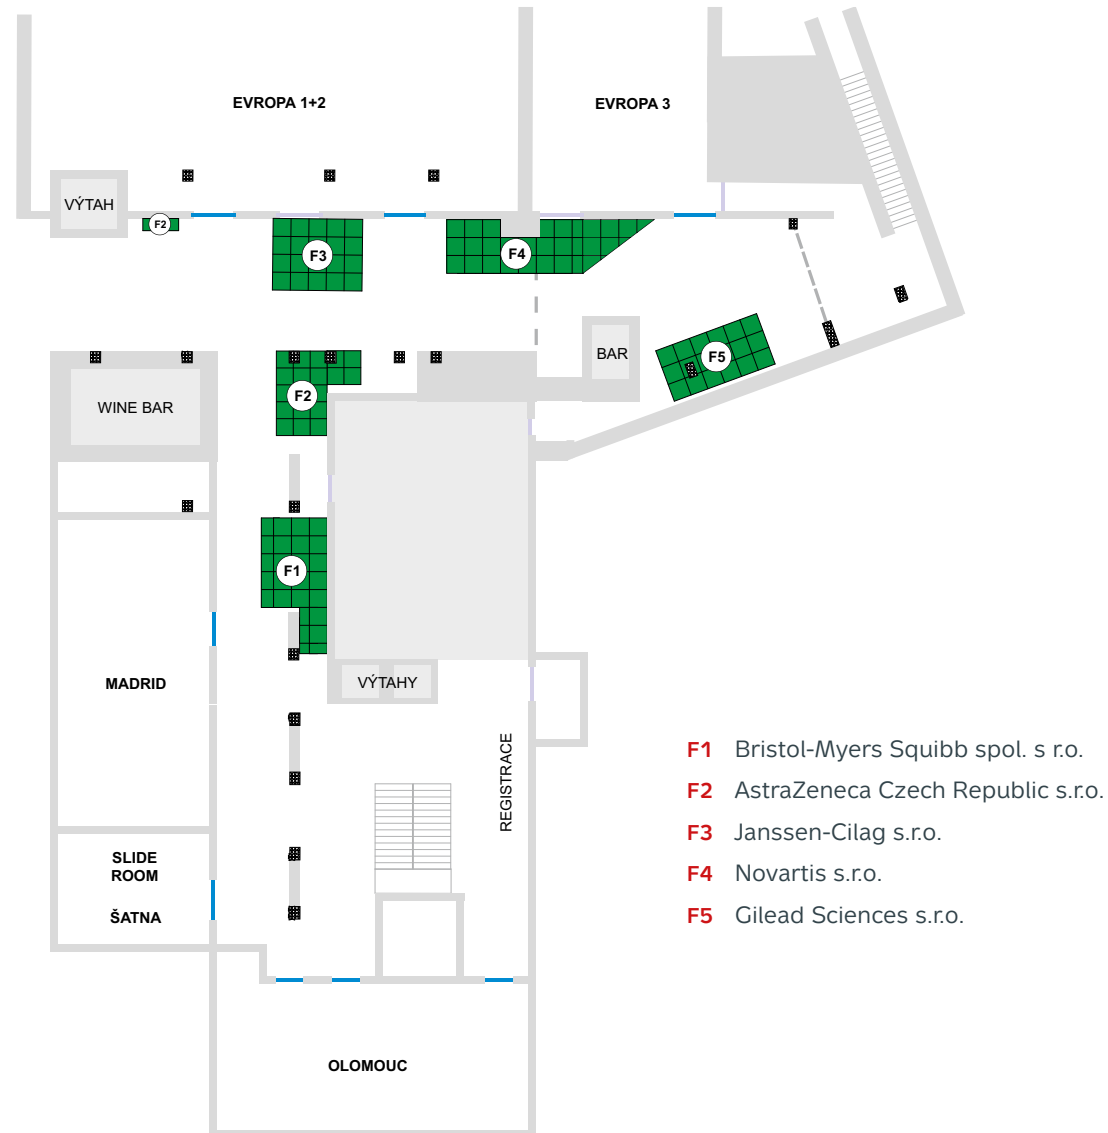 EVROPA 1+2
EVROPA 3
VÝTAH
F2
F3
F4
BAR
F5
F2
WINE BAR
F1
MADRID
VÝTAHY
REGISTRACE
SLIDE
ROOM
ŠATNA
OLOMOUC
F1 Bristol-Myers Squibb spol. s r.o.
F2 AstraZeneca Czech Republic s.r.o.
F3 Janssen-Cilag s.r.o.
F4 Novartis s.r.o.
F5 Gilead Sciences s.r.o.